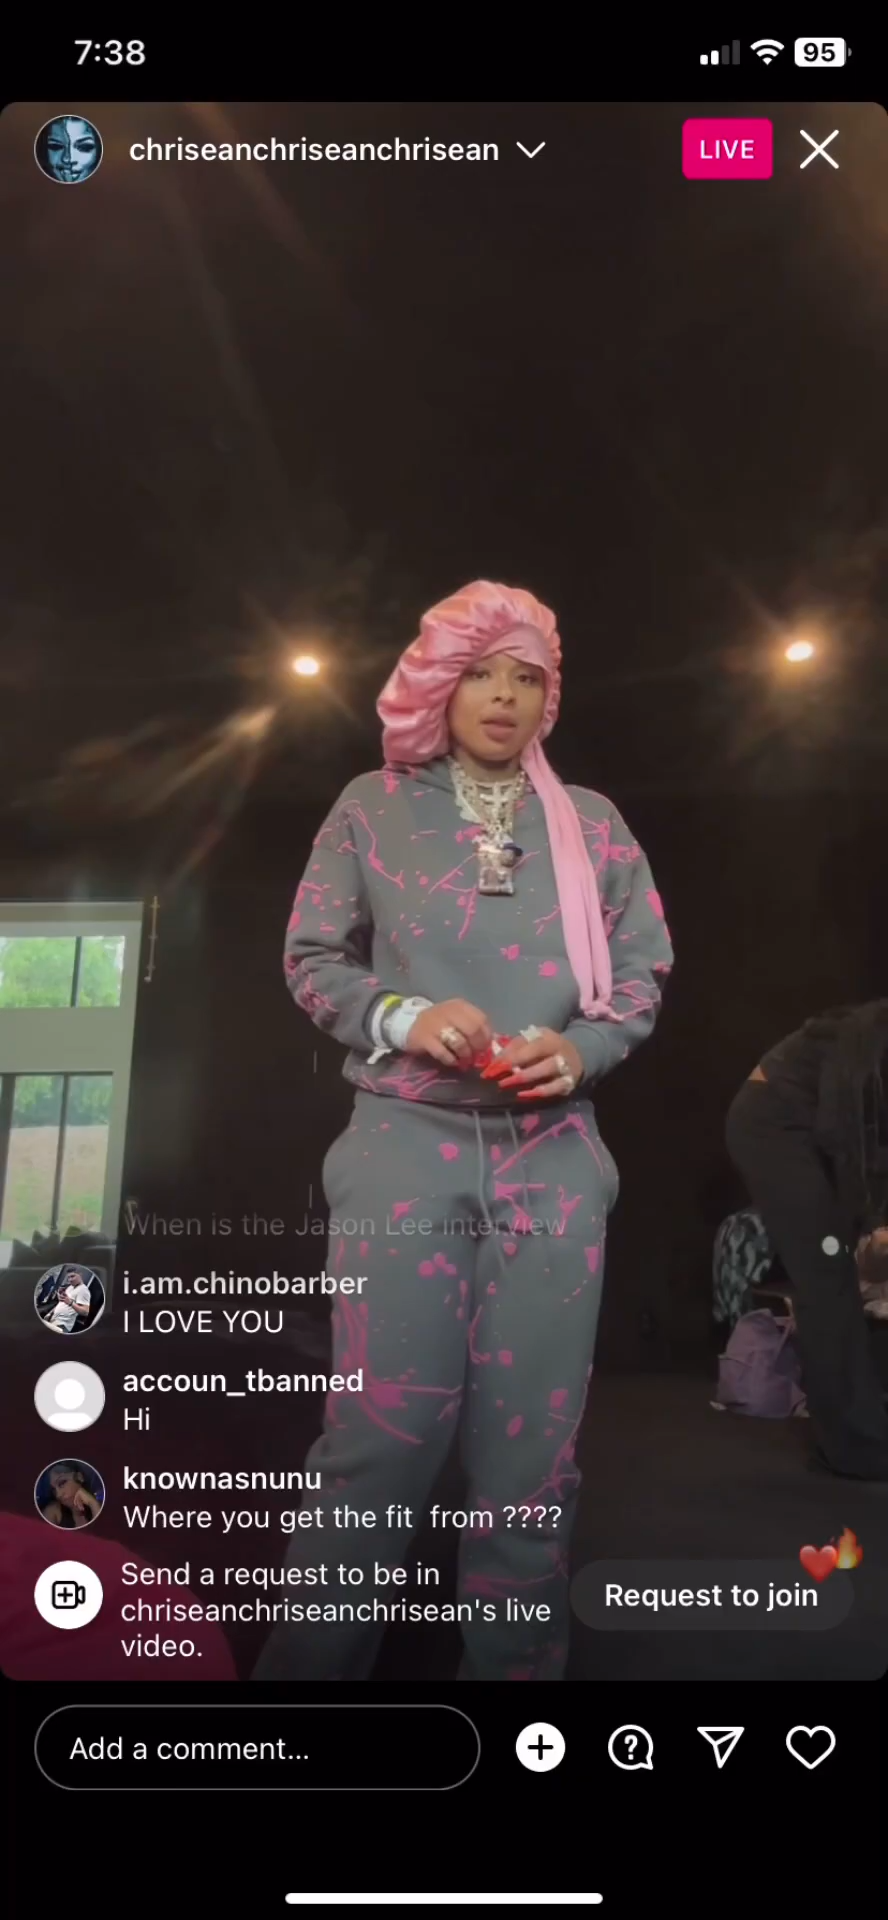 7:38
95
chriseanchriseanchrisean
LIVE
When is the Jason Lee interview
i.am.chinobarber
I LOVE YOU
accoun_tbanned
Hi
knownasnunu
Where you get the fit  from ????
Send a request to be in
chriseanchriseanchrisean's live
video.
Request to join
Add a comment...